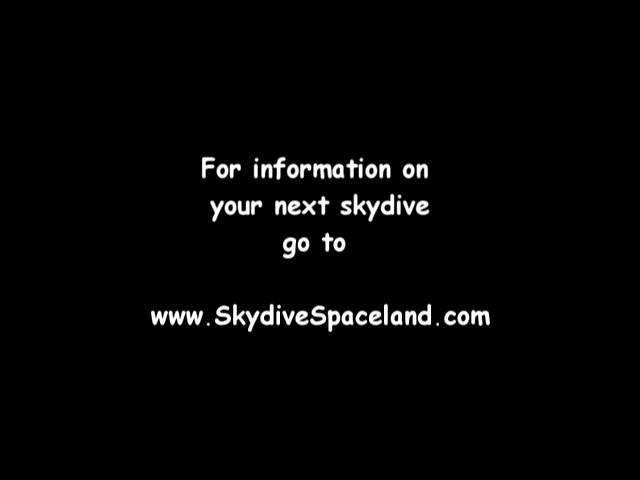 For information on
your next skydive
go to
www.SkydiveSpaceland.com